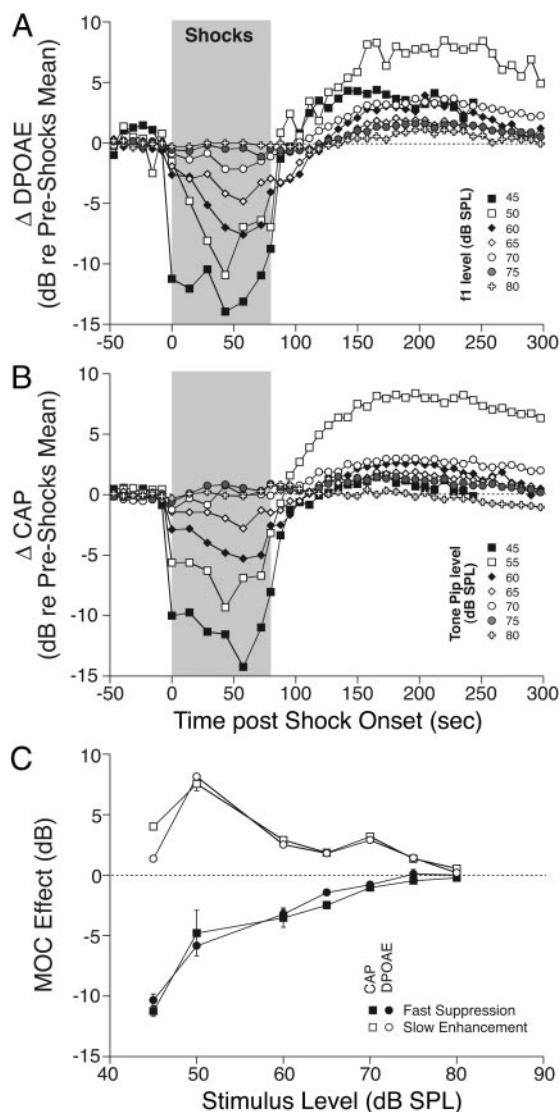 A
Shocks
10
5
0
-5
-10
-15
Δ DPOAE
(dB re Pre-Shocks Mean)
-50 0 50 100 150 200 250 300
f1 level (dB SPL)
45
50
60
65
70
75
80
B
10
5
0
-5
-10
-15
Δ CAP
(dB re Pre-Shocks Mean)
Tone Pip level
(dB SPL)
45
55
60
65
70
75
80
-50 0 50 100 150 200 250 300
Time post Shock Onset (sec)
C
10
5
0
-5
-10
-15
MOC Effect (dB)
CAP
DPOAE
Fast Suppression
Slow Enhancement
40 50 60 70 80 90
Stimulus Level (dB SPL)